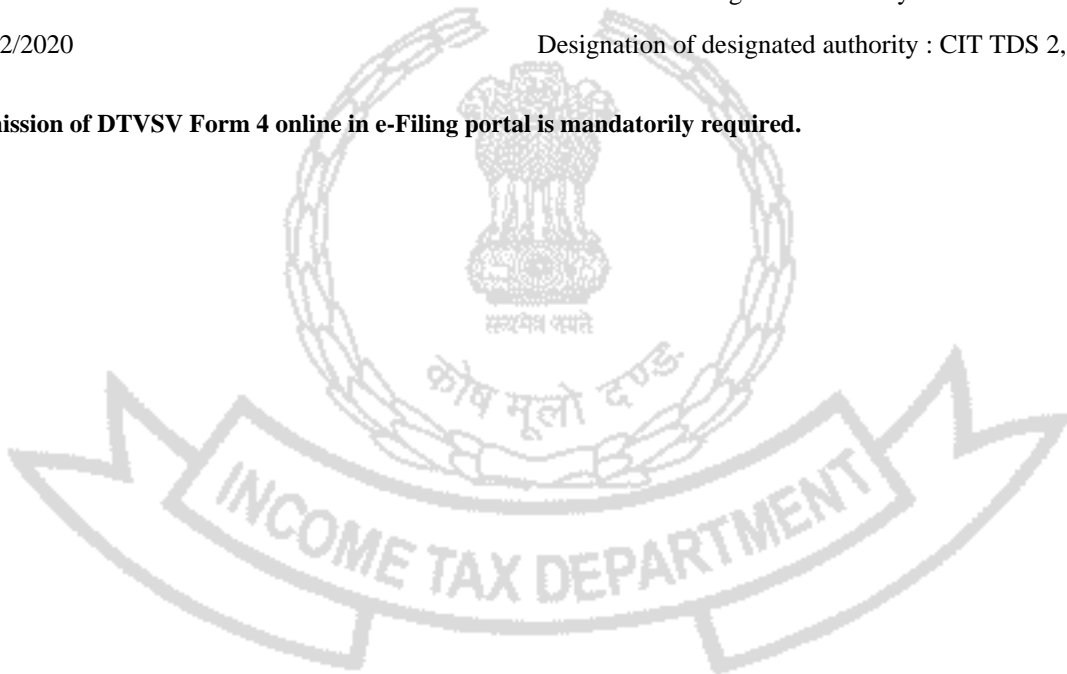 2/2020
Designation of designated authority : CIT TDS 2,
ission of DTVSV Form 4 online in e-Filing portal is mandatorily required.
सत्यमेव जयते
कोष मूलो दण्ड:
INCOME TAX DEPARTMENT